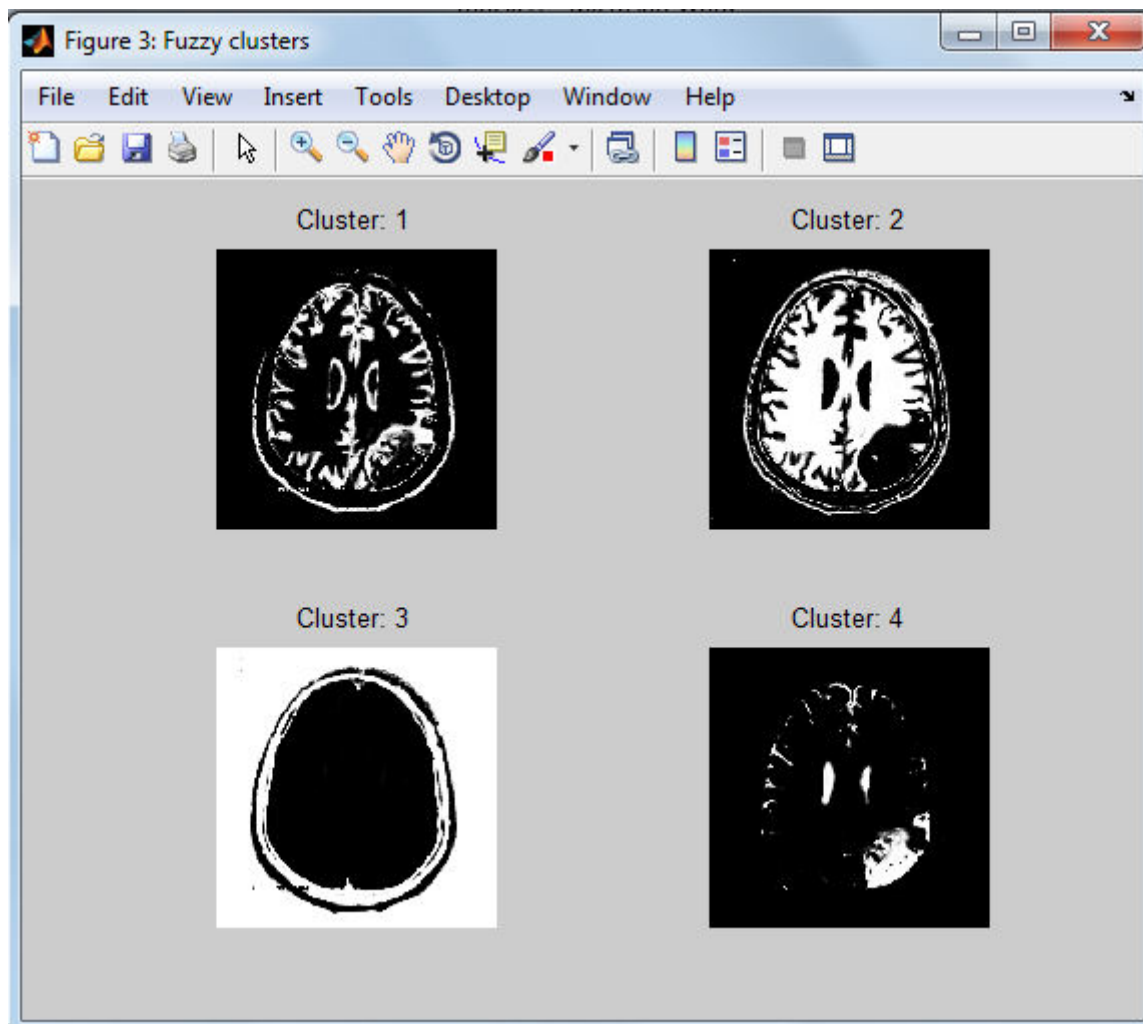 Figure 3: Fuzzy clusters
File Edit View Insert Tools Desktop Window Help
Cluster: 1
Cluster: 2
Cluster: 3
Cluster: 4